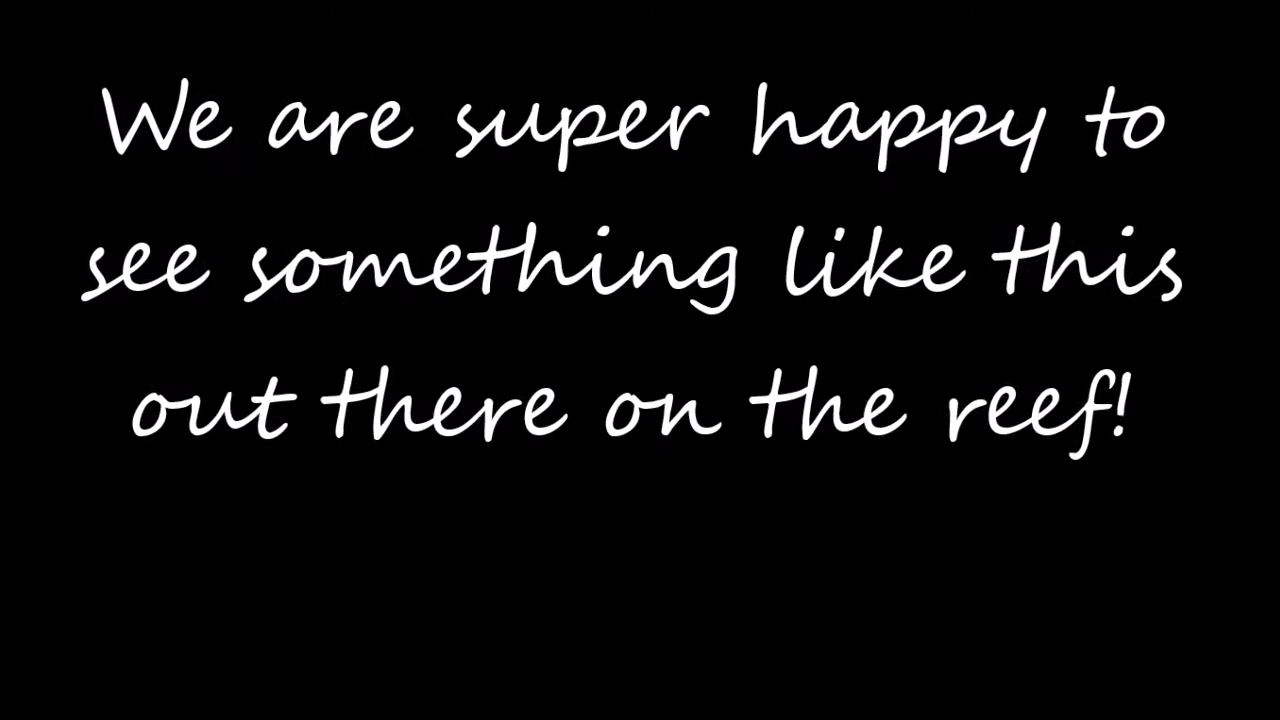 We are super happy to
see something like this
out there on the reef!